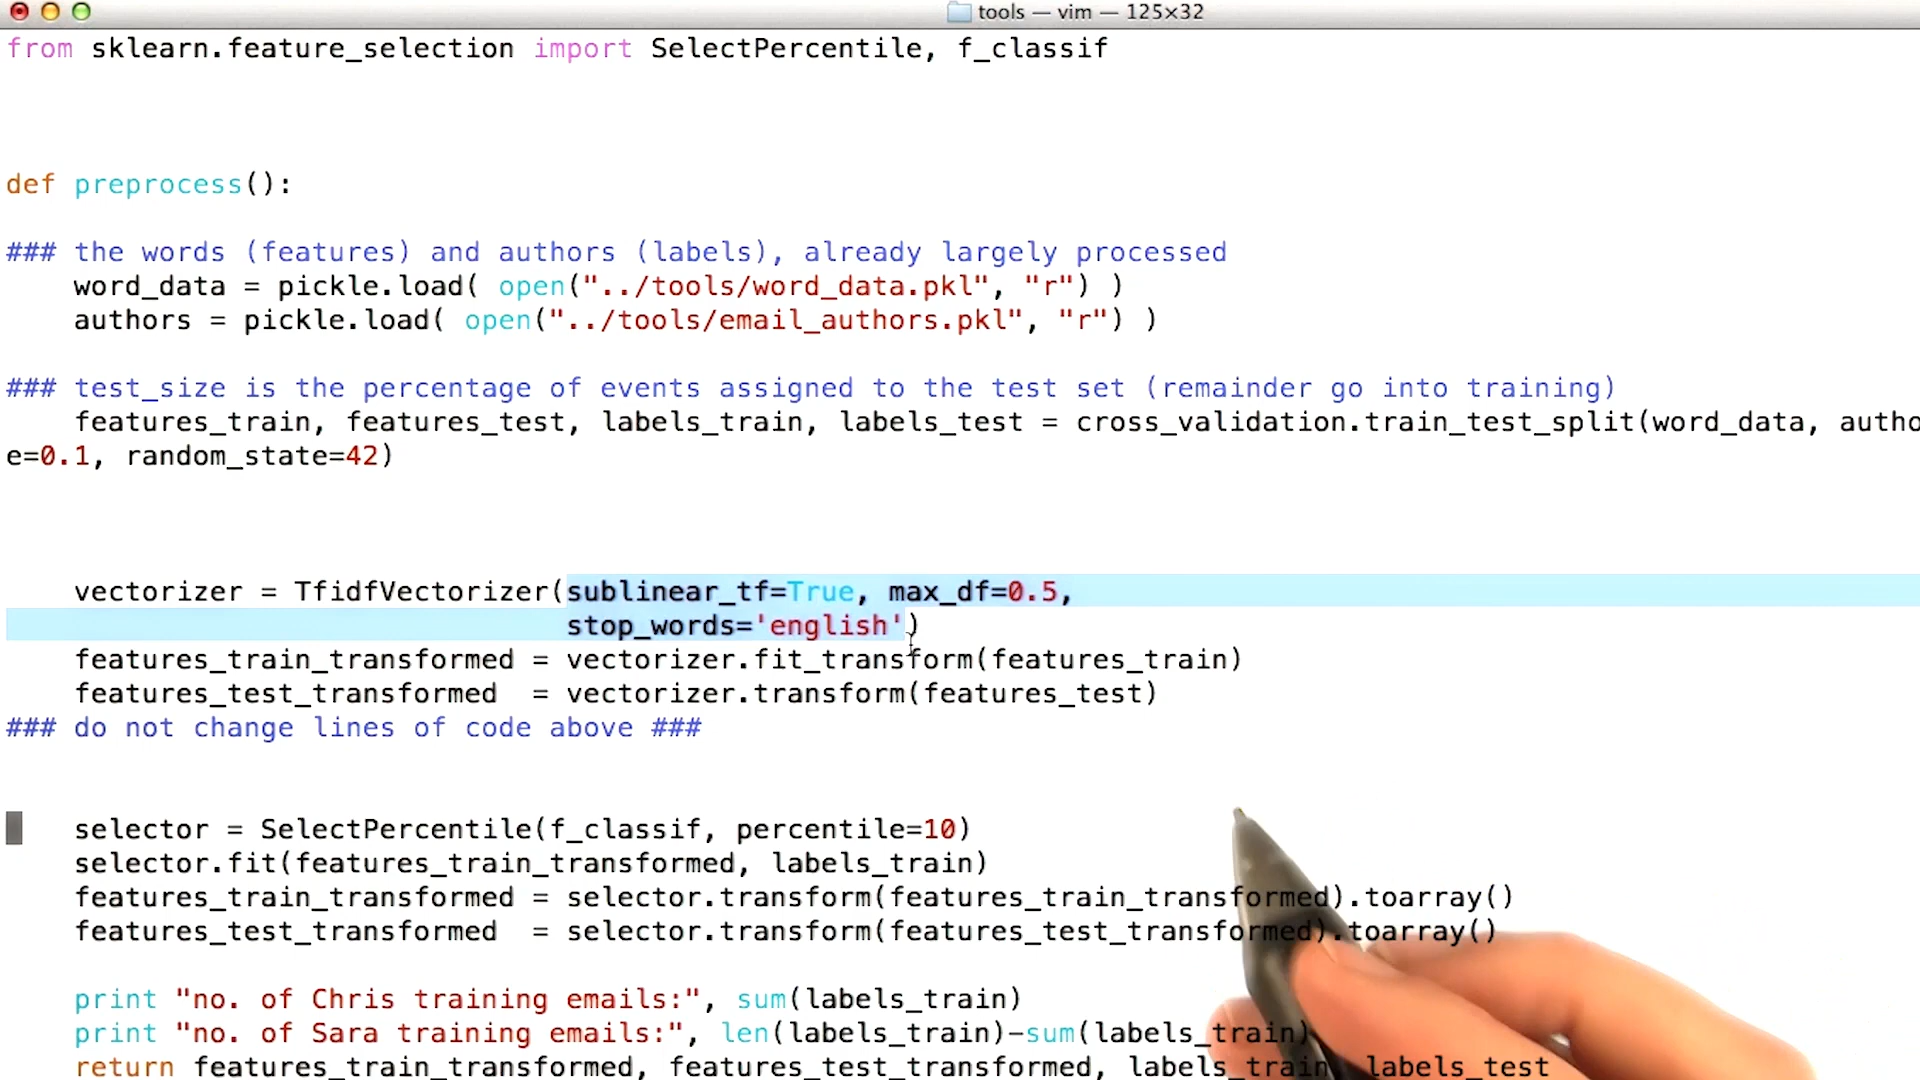 tools — vim — 125×32
from sklearn.feature_selection import SelectPercentile, f_classif
def preprocess():
### the words (features) and authors (labels), already largely processed
    word_data = pickle.load( open("../tools/word_data.pkl", "r") )
    authors = pickle.load( open("../tools/email_authors.pkl", "r") )
### test_size is the percentage of events assigned to the test set (remainder go into training)
    features_train, features_test, labels_train, labels_test = cross_validation.train_test_split(word_data, autho
e=0.1, random_state=42)
    vectorizer = TfidfVectorizer(sublinear_tf=True, max_df=0.5,
                                 stop_words='english')
    features_train_transformed = vectorizer.fit_transform(features_train)
    features_test_transformed  = vectorizer.transform(features_test)
### do not change lines of code above ###
    selector = SelectPercentile(f_classif, percentile=10)
    selector.fit(features_train_transformed, labels_train)
    features_train_transformed = selector.transform(features_train_transformed).toarray()
    features_test_transformed  = selector.transform(features_test_transformed).toarray()
    print "no. of Chris training emails:", sum(labels_train)
    print "no. of Sara training emails:", len(labels_train)-sum(labels_train)
    return features_train_transformed, features_test_transformed, labels_train, labels_test